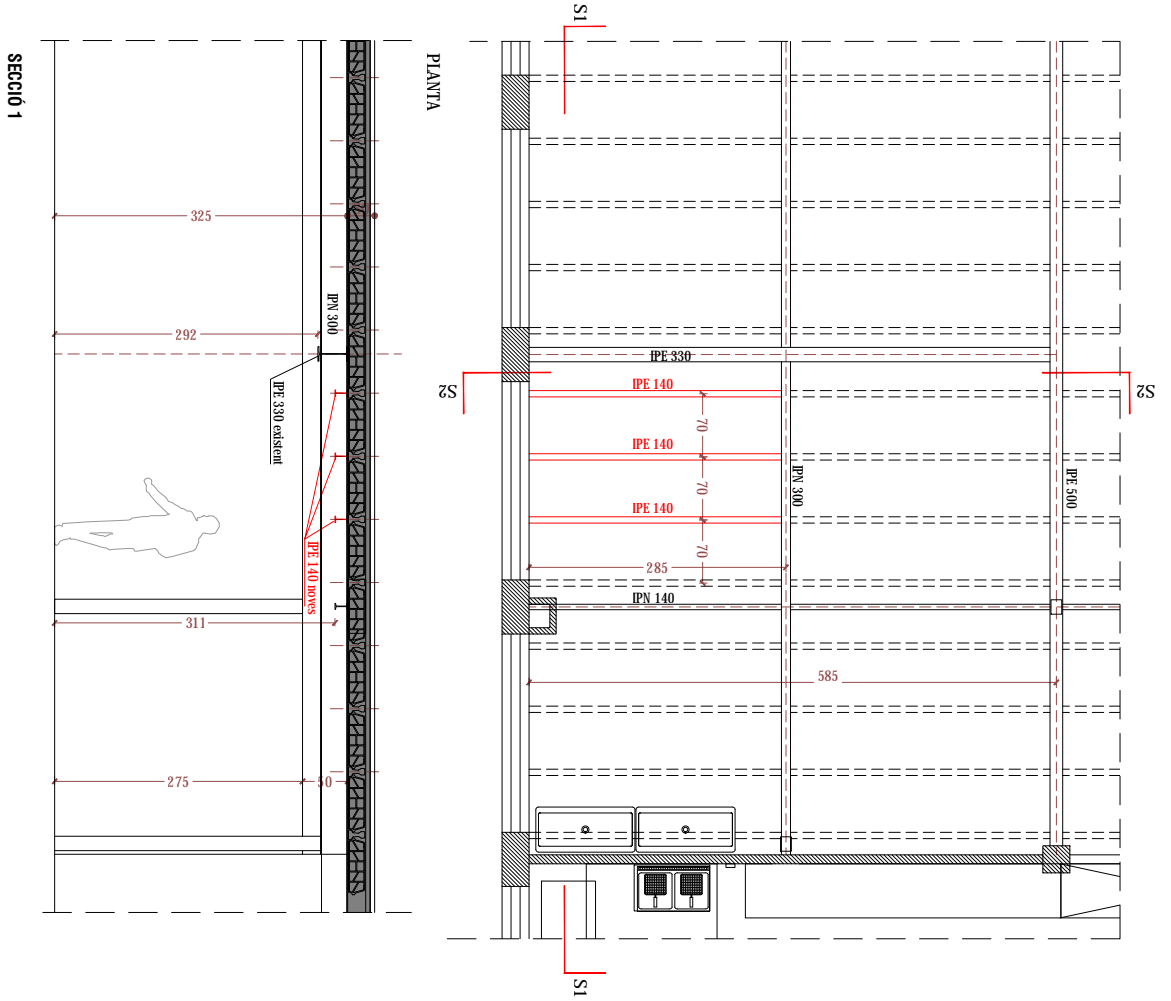 S1
PLANTA
SECCIÓ 1
325
292
IPN 300
IPE 330 existent
IPE 140 noves
311
275
50
IPE 330
S2
S2
IPE 140
70
IPE 140
70
IPN 300
IPE 500
IPE 140
70
285
IPN 140
585
S1